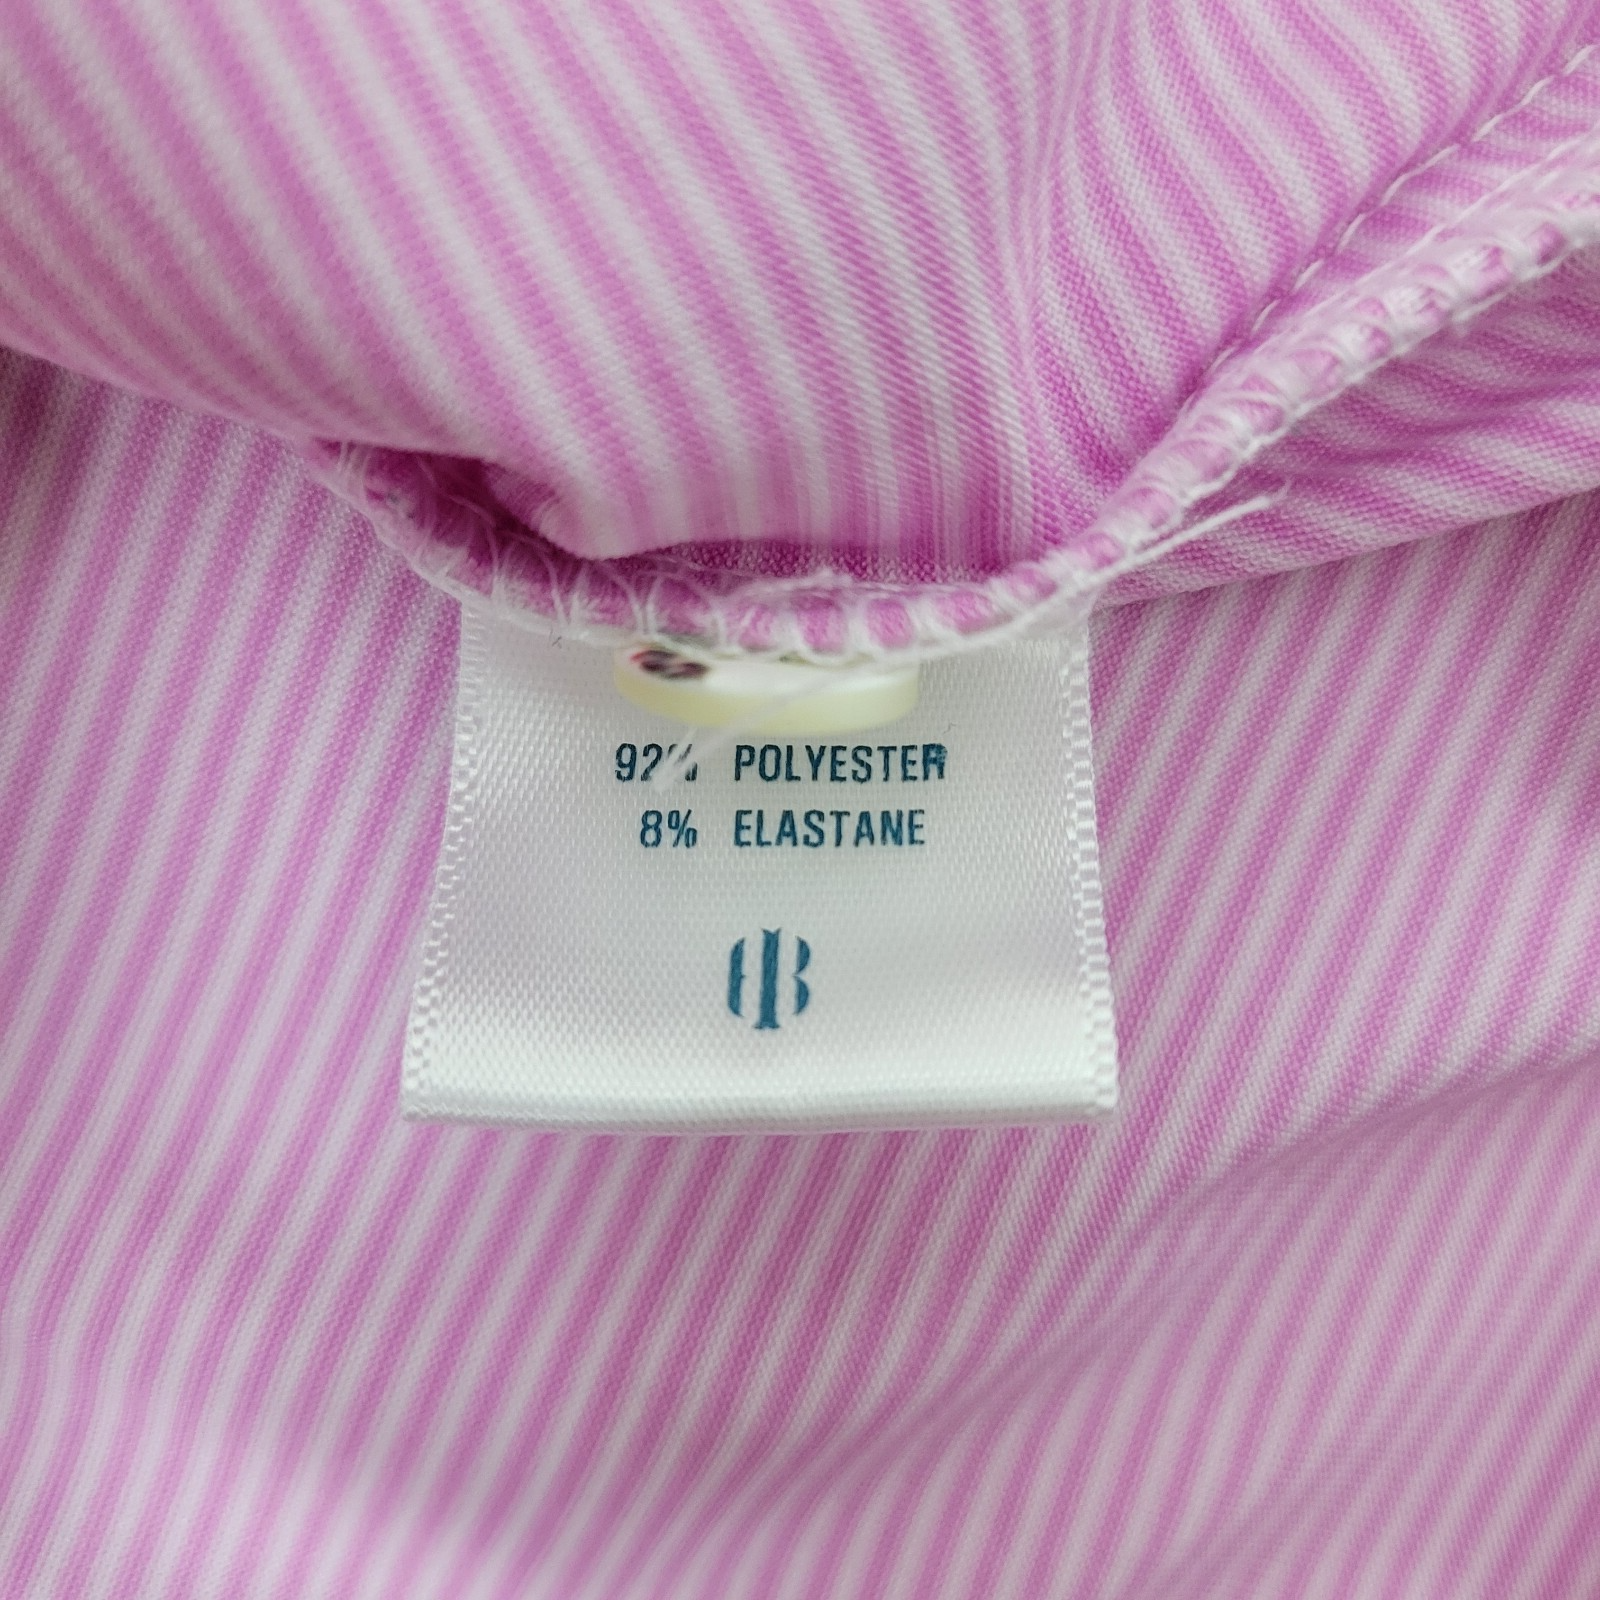 92% POLYESTER
8% ELASTANE